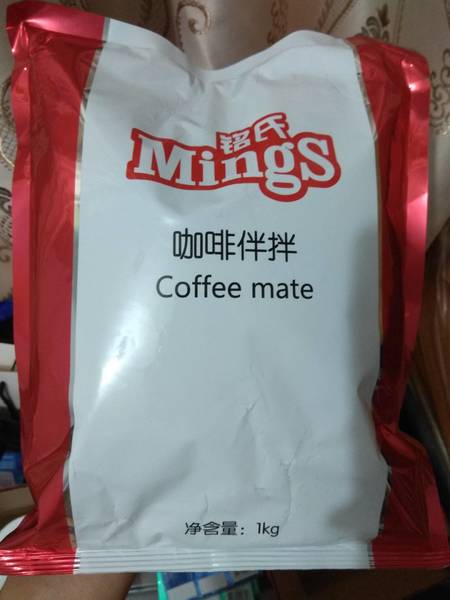 铭氏
MingS
咖啡伴拌
Coffee mate
净含量：1kg